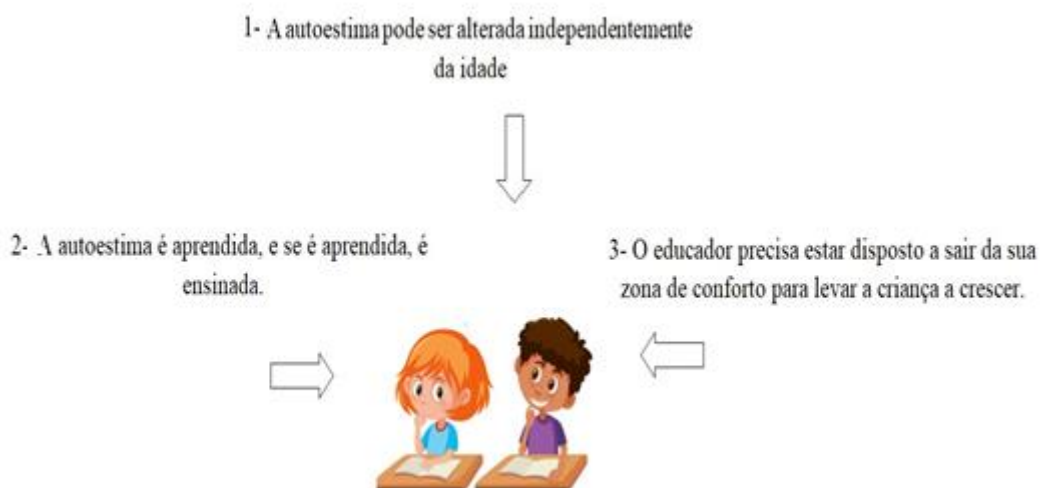 1- A autoestima pode ser alterada independentemente
da idade
2- A autoestima é aprendida, e se é aprendida, é
ensinada.
3- O educador precisa estar disposto a sair da sua
zona de conforto para levar a criança a crescer.